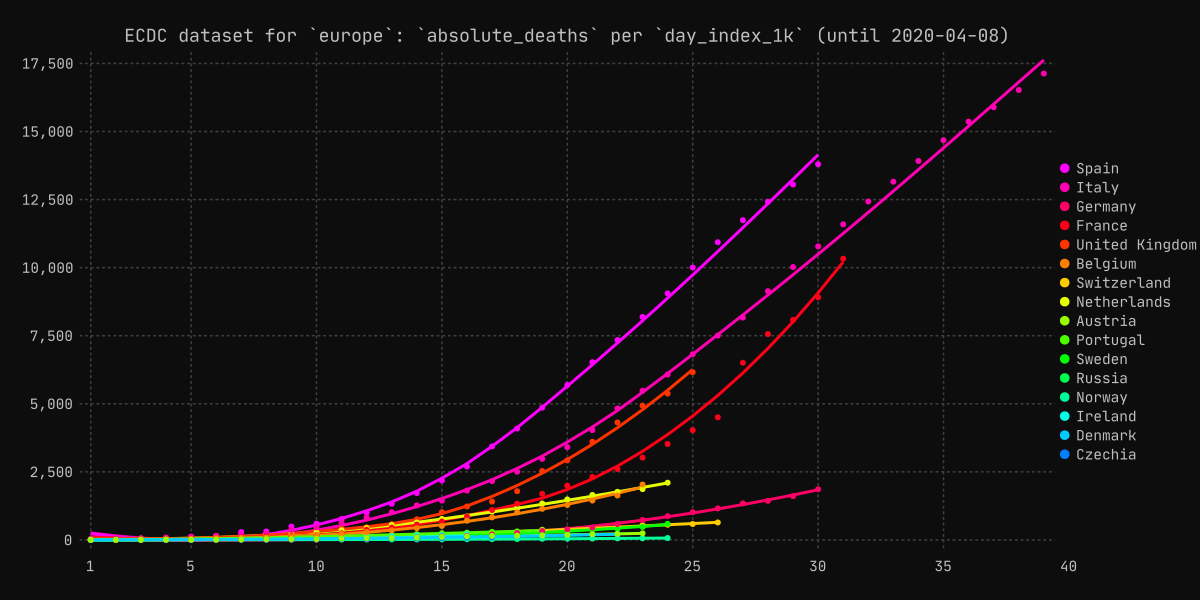 ECDC dataset for `europe`: `absolute_deaths` per `day_index_1k` (until 2020-04-08)
17,500
15,000
12,500
10,000
7,500
5,000
2,500
0
1 5 10 15 20 25 30 35 40
Spain
Italy
Germany
France
United Kingdom
Belgium
Switzerland
Netherlands
Austria
Portugal
Sweden
Russia
Norway
Ireland
Denmark
Czechia